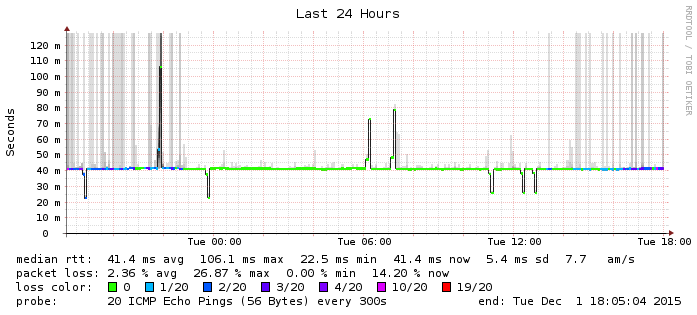 Last 24 Hours
RRDTOOL / TOBI OETIKER
Seconds
120 m
110 m
100 m
90 m
80 m
70 m
60 m
50 m
40 m
30 m
20 m
10 m
0
Tue 00:00 Tue 06:00 Tue 12:00 Tue 18:00
median rtt: 41.4 ms avg 106.1 ms max 22.5 ms min 41.4 ms now 5.4 ms sd 7.7 am/s
packet loss: 2.36 % avg 26.87 % max 0.00 % min 14.20 % now
loss color: 0 1/20 2/20 3/20 4/20 10/20 19/20
probe: 20 ICMP Echo Pings (56 Bytes) every 300s end: Tue Dec 1 18:05:04 2015